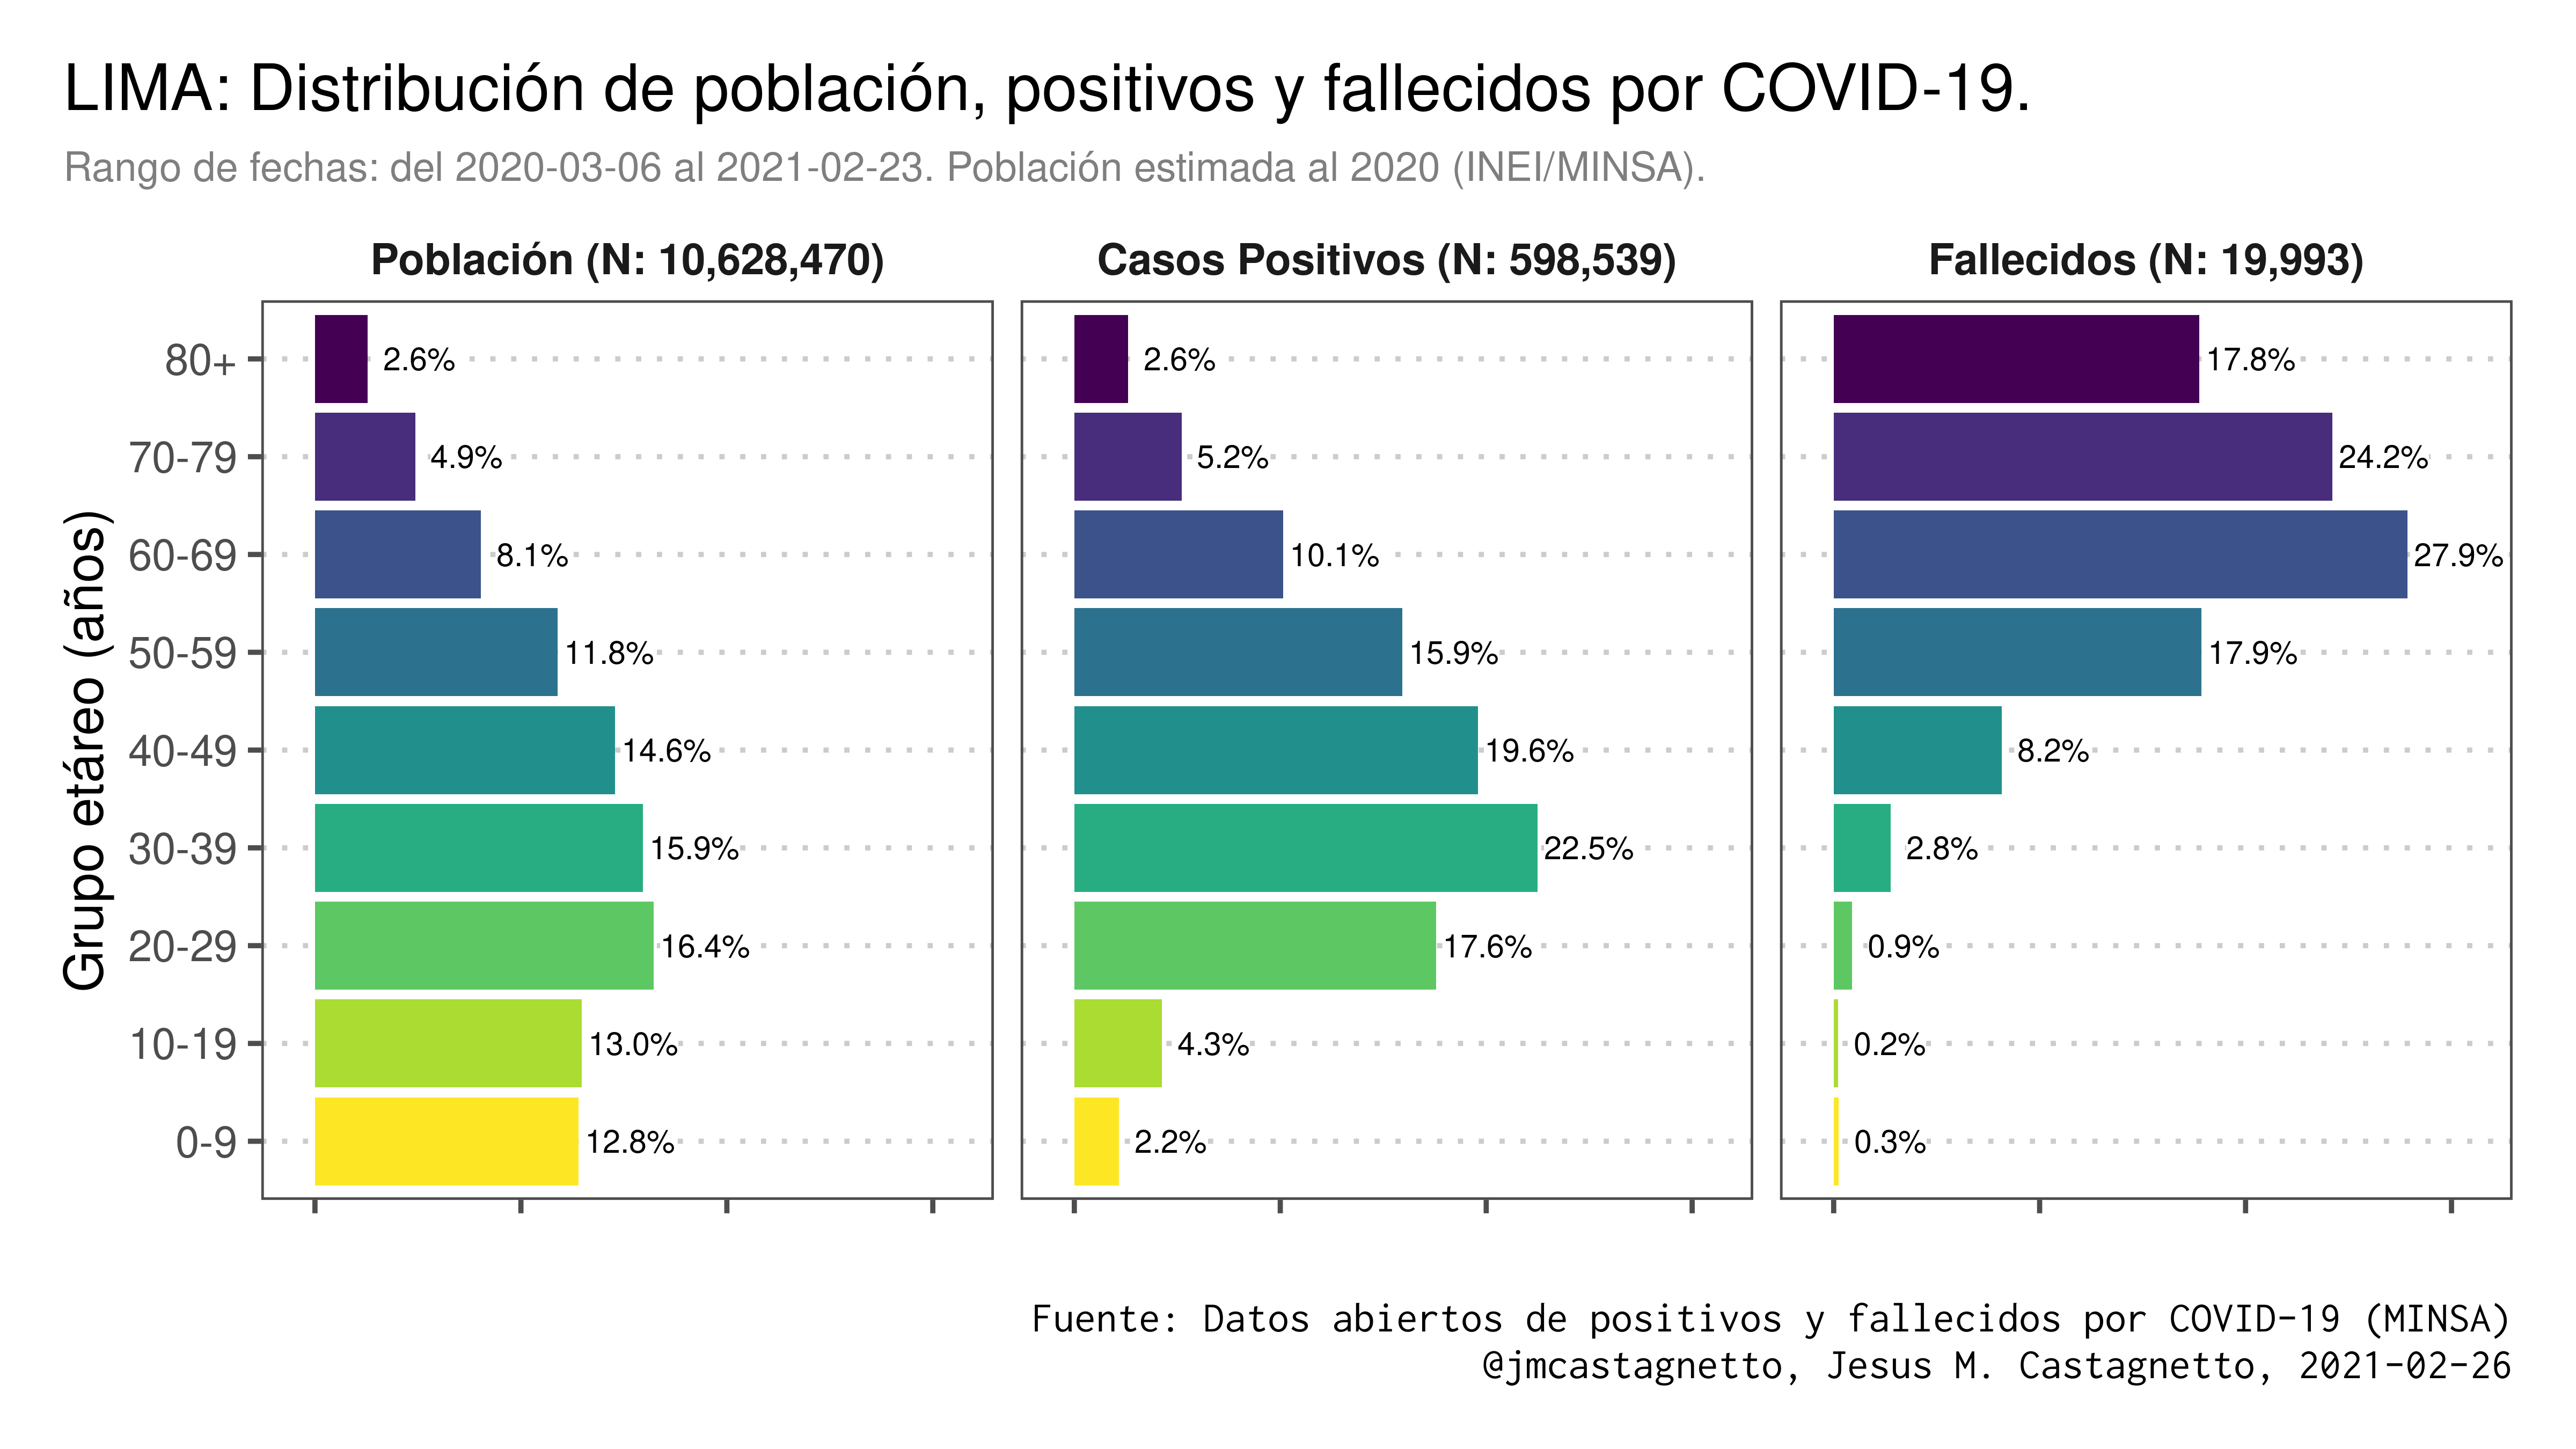 LIMA: Distribución de población, positivos y fallecidos por COVID-19.
Rango de fechas: del 2020-03-06 al 2021-02-23. Población estimada al 2020 (INEI/MINSA).
Población (N: 10,628,470)
Casos Positivos (N: 598,539)
Fallecidos (N: 19,993)
Grupo etáreo (años)
80+ 2.6% 2.6% 17.8%
70-79 4.9% 5.2% 24.2%
60-69 8.1% 10.1% 27.9%
50-59 11.8% 15.9% 17.9%
40-49 14.6% 19.6% 8.2%
30-39 15.9% 22.5% 2.8%
20-29 16.4% 17.6% 0.9%
10-19 13.0% 4.3% 0.2%
0-9 12.8% 2.2% 0.3%
Fuente: Datos abiertos de positivos y fallecidos por COVID-19 (MINSA)
@jmcastagnetto, Jesus M. Castagnetto, 2021-02-26